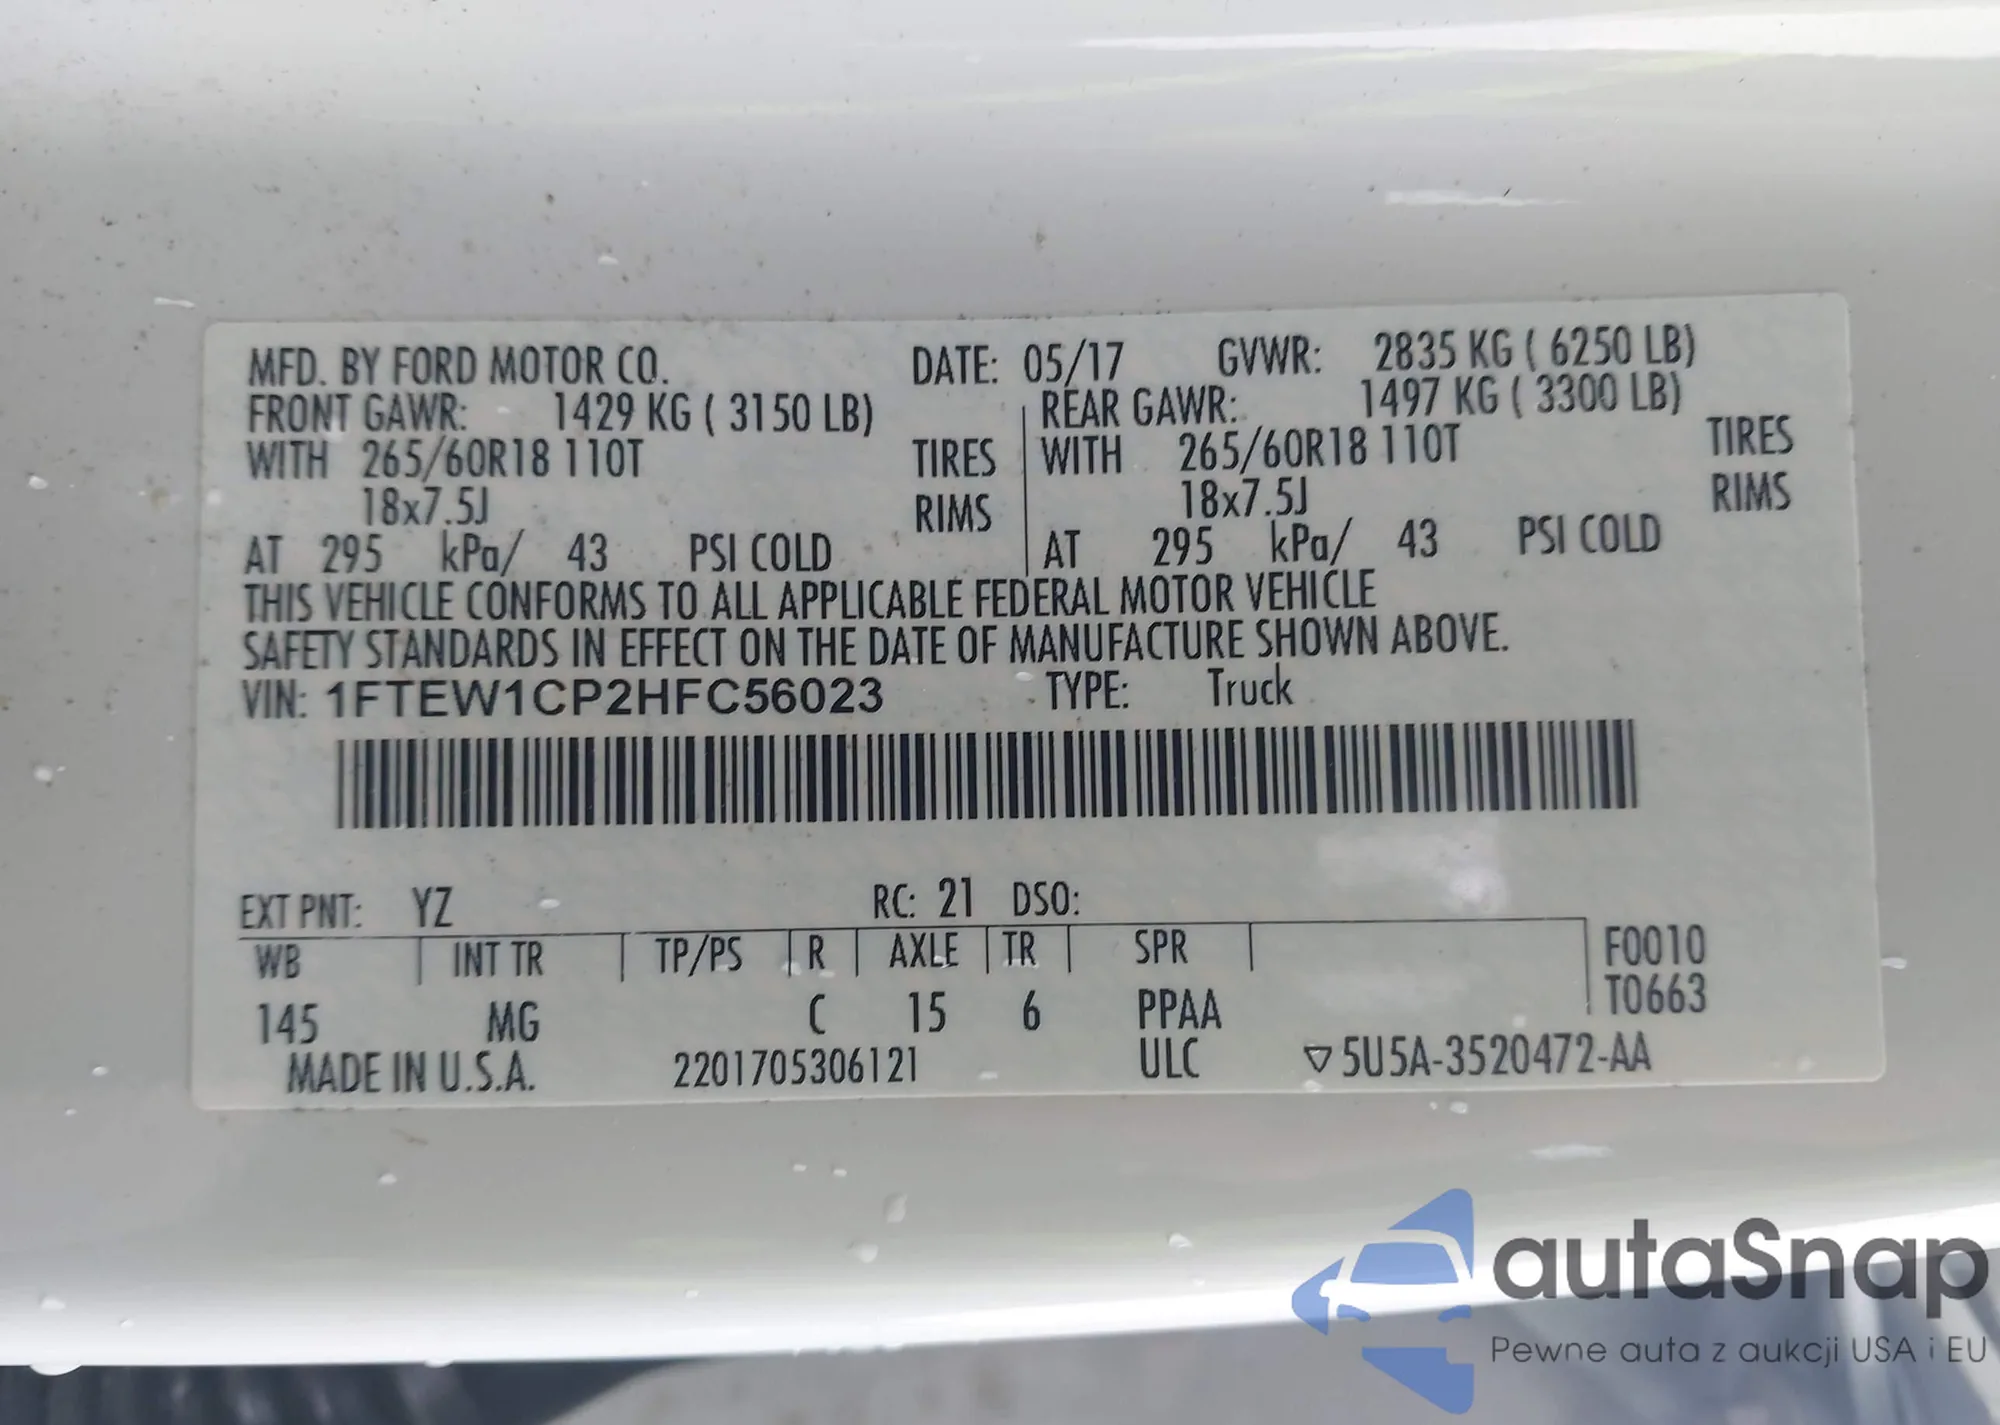 MFD. BY FORD MOTOR CO. DATE: 05/17 GVWR: 2835 KG ( 6250 LB)
FRONT GAWR: 1429 KG ( 3150 LB) REAR GAWR: 1497 KG ( 3300 LB)
WITH 265/60R18 110T TIRES WITH 265/60R18 110T TIRES
18x7.5J RIMS 18x7.5J RIMS
AT 295 kPa/ 43 PSI COLD AT 295 kPa/ 43 PSI COLD
THIS VEHICLE CONFORMS TO ALL APPLICABLE FEDERAL MOTOR VEHICLE
SAFETY STANDARDS IN EFFECT ON THE DATE OF MANUFACTURE SHOWN ABOVE.
VIN: 1FTEW1CP2HFC56023 TYPE: Truck
EXT PNT: YZ RC: 21 DSO:
WB INT TR TP/PS R AXLE TR SPR F0010
T0663
145 MG C 15 6 PPAA
MADE IN U.S.A. 2201705306121 ULC ▽5U5A-3520472-AA
autaSnap
Pewne auta z aukcji USA i EU